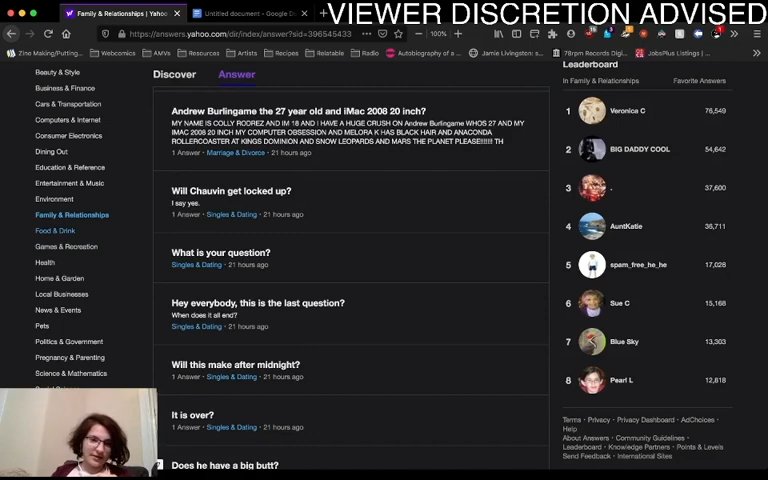 VIEWER DISCRETION ADVISED
Family & Relationships | Yahoo
Untitled document - Google D
https://answers.yahoo.com/dir/index/answer?sid=396545433
100%
Zine Making/Putting...
Webcomics
AMVs
Resources
Artists
Recipes
Relatable
Radio
Autobiography of a...
Jamie Livingston: s...
78rpm Records Digi...
JobsPlus Listings |...
Beauty & Style
Business & Finance
Cars & Transportation
Computers & Internet
Consumer Electronics
Dining Out
Education & Reference
Entertainment & Music
Environment
Family & Relationships
Food & Drink
Games & Recreation
Health
Home & Garden
Local Businesses
News & Events
Pets
Politics & Government
Pregnancy & Parenting
Science & Mathematics
Discover Answer
Andrew Burlingame the 27 year old and iMac 2008 20 inch?
MY NAME IS COLLY RODREZ AND IM 18 AND I HAVE A HUGE CRUSH ON Andrew Burlingame WHOS 27 AND MY
IMAC 2008 20 INCH MY COMPUTER OBSESSION AND MELORA K HAS BLACK HAIR AND ANACONDA
ROLLERCOASTER AT KINGS DOMINION AND SNOW LEOPARDS AND MARS THE PLANET PLEASE!!!!!! TH
1 Answer · Marriage & Divorce · 21 hours ago
Will Chauvin get locked up?
I say yes.
1 Answer · Singles & Dating · 21 hours ago
What is your question?
Singles & Dating · 21 hours ago
Hey everybody, this is the last question?
When does it all end?
Singles & Dating · 21 hours ago
Will this make after midnight?
1 Answer · Singles & Dating · 21 hours ago
It is over?
1 Answer · Singles & Dating · 21 hours ago
Does he have a big butt?
Leaderboard
In Family & Relationships Favorite Answers
1 Veronica C 76,549
2 BIG DADDY COOL 54,642
3 . 37,600
4 AuntKatie 36,711
5 spam_free_he_he 17,028
6 Sue C 15,168
7 Blue Sky 13,303
8 Pearl L 12,818
Terms · Privacy · Privacy Dashboard · AdChoices ·
Help
About Answers · Community Guidelines ·
Leaderboard · Knowledge Partners · Points & Levels
Send Feedback · International Sites